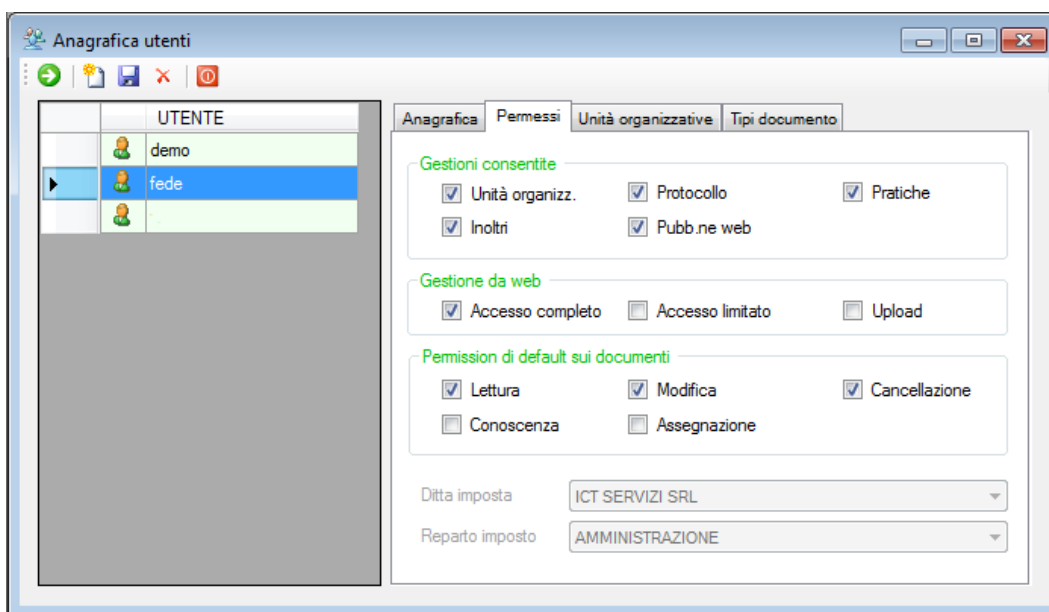 Anagrafica utenti
UTENTE
demo
fede
Anagrafica Permessi Unità organizzative Tipi documento
Gestioni consentite
Unità organizz. Protocollo Pratiche
Inoltri Pubb.ne web
Gestione da web
Accesso completo Accesso limitato Upload
Permission di default sui documenti
Lettura Modifica Cancellazione
Conoscenza Assegnazione
Ditta imposta ICT SERVIZI SRL
Reparto imposto AMMINISTRAZIONE